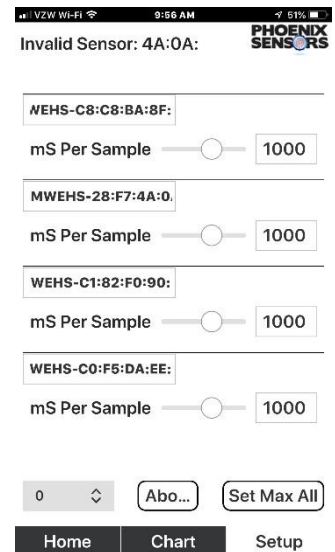 VZW Wi-Fi 9:56 AM 51%
Invalid Sensor: 4A:0A: PHOENIX SENSORS
WEHS-C8:C8:BA:8F:
mS Per Sample 1000
MWEHS-28:F7:4A:0
mS Per Sample 1000
WEHS-C1:82:F0:90:
mS Per Sample 1000
WEHS-C0:F5:DA:EE:
mS Per Sample 1000
0 Abo... Set Max All
Home Chart Setup